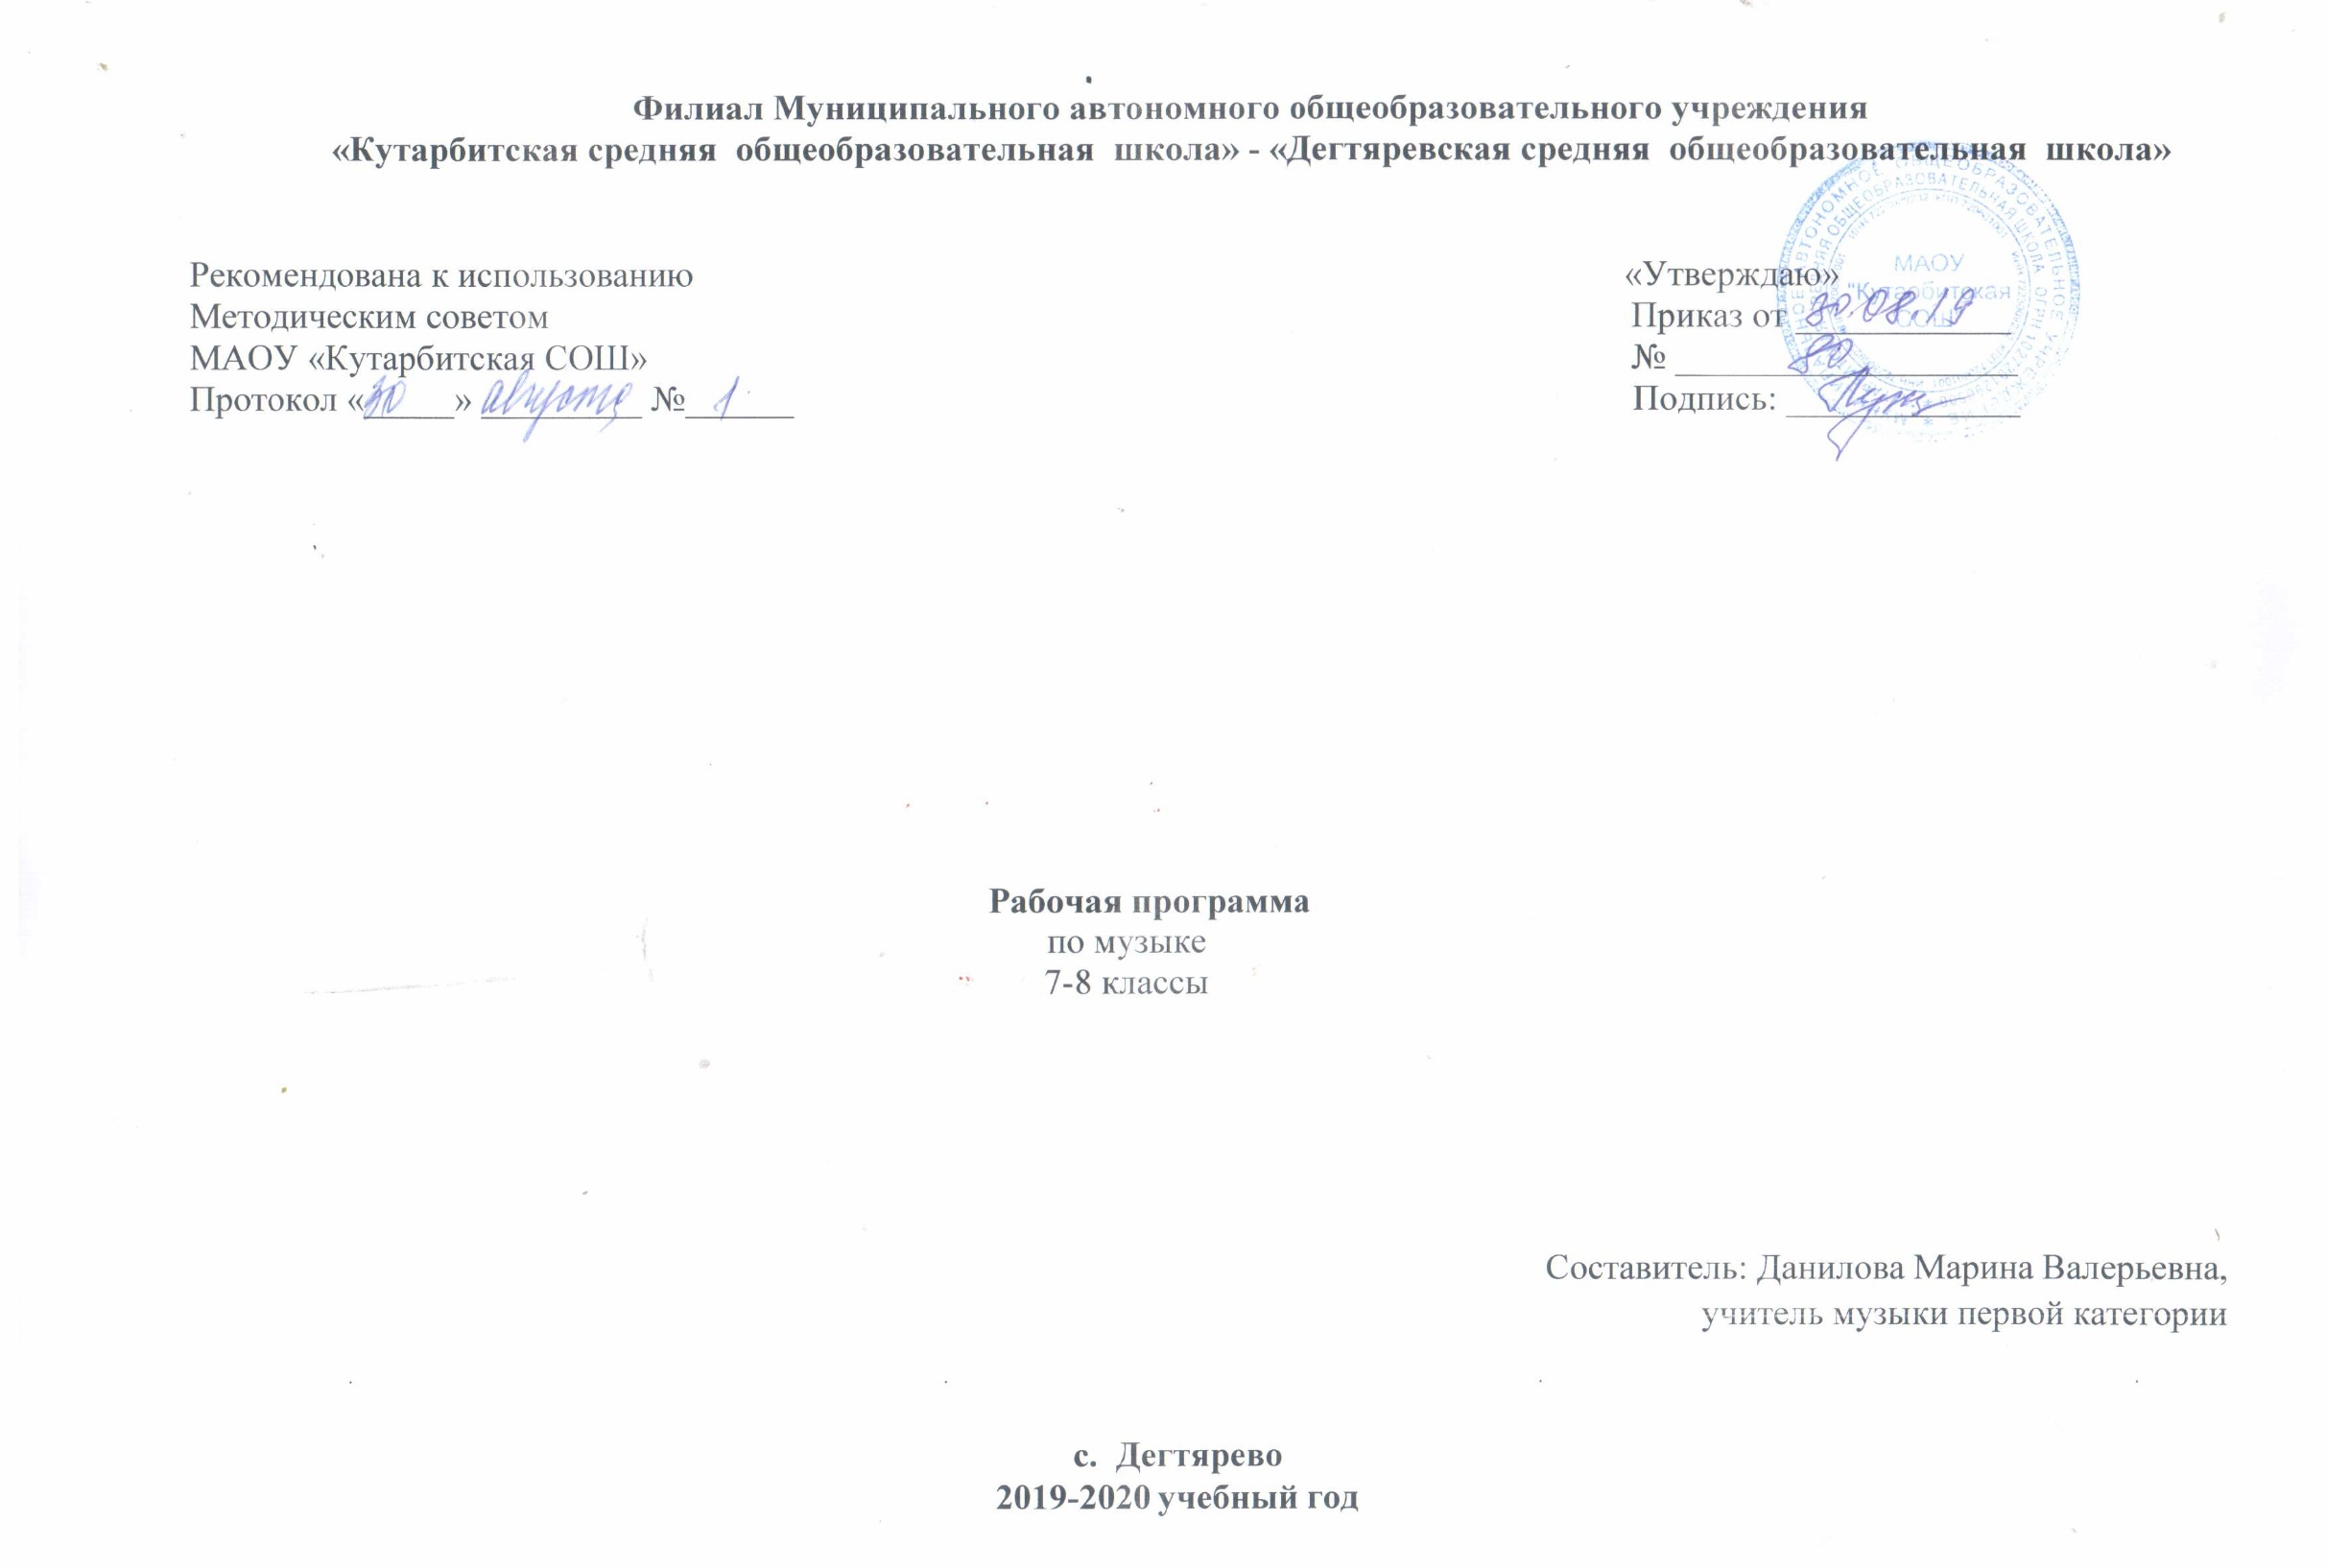 Филиал Муниципального автономного общеобразовательного учреждения
«Кутарбитская средняя общеобразовательная школа» - «Дегтяревская средняя общеобразовательная школа»
Рекомендована к использованию
Методическим советом
МАОУ «Кутарбитская СОШ»
Протокол «30» августа № 1
«Утверждаю»
Приказ от 30.08.19
№ 80
Подпись:
МАОУ
"Кутарбитская
СОШ"
Рабочая программа
по музыке
7-8 классы
Составитель: Данилова Марина Валерьевна,
учитель музыки первой категории
с. Дегтярево
2019-2020 учебный год